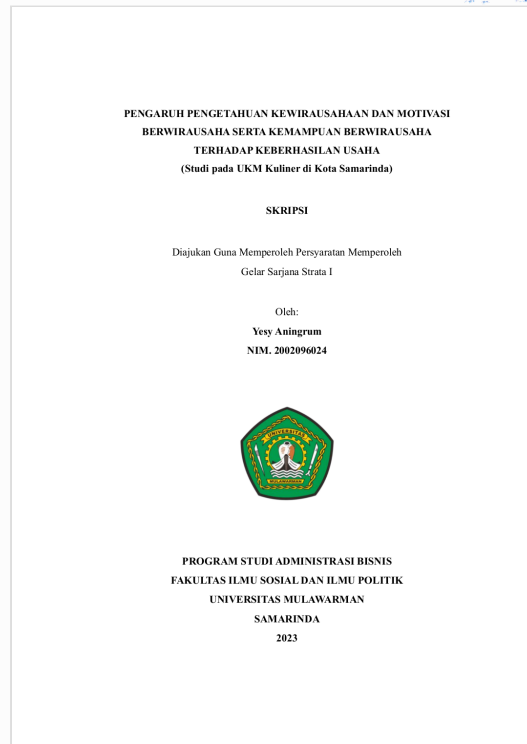 PENGARUH PENGETAHUAN KEWIRAUSAHAAN DAN MOTIVASI
BERWIRAUSAHA SERTA KEMAMPUAN BERWIRAUSAHA
TERHADAP KEBERHASILAN USAHA
(Studi pada UKM Kuliner di Kota Samarinda)
SKRIPSI
Diajukan Guna Memperoleh Persyaratan Memperoleh
Gelar Sarjana Strata I
Oleh:
Yesy Aningrum
NIM. 2002096024
UNIVERSITAS
MULAWARMAN
PROGRAM STUDI ADMINISTRASI BISNIS
FAKULTAS ILMU SOSIAL DAN ILMU POLITIK
UNIVERSITAS MULAWARMAN
SAMARINDA
2023